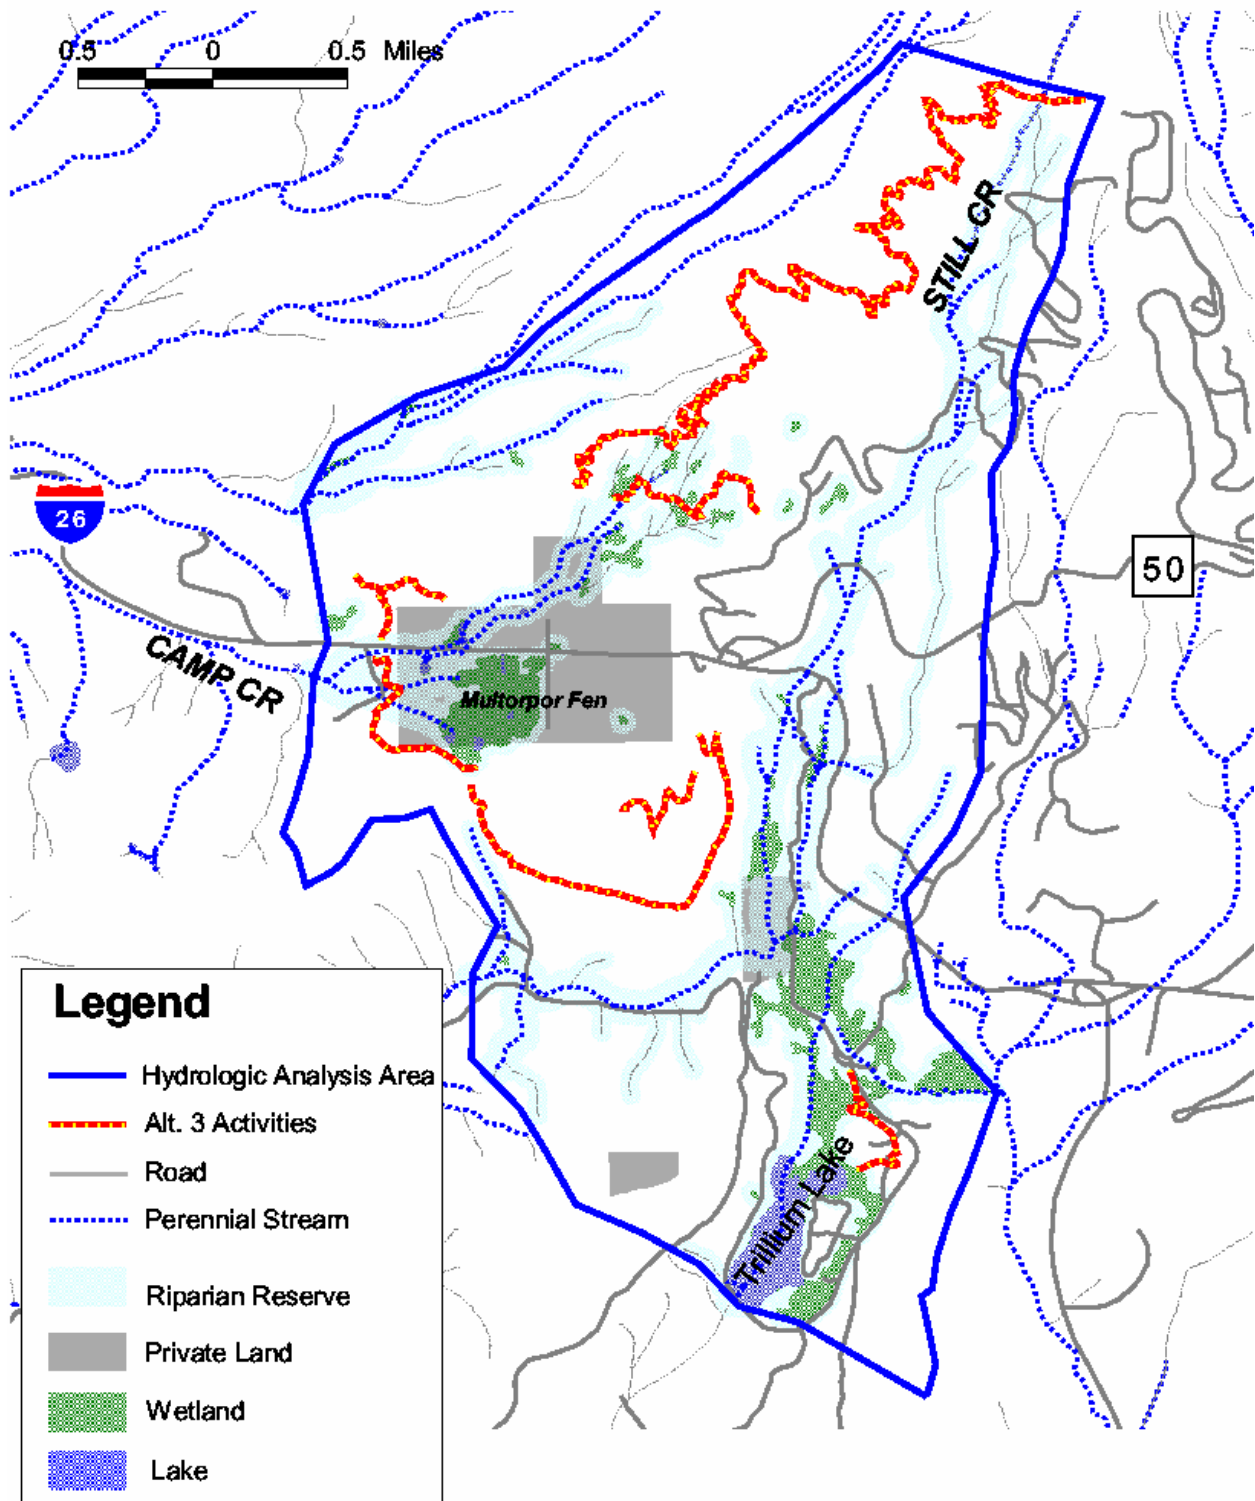 0.5 0 0.5 Miles
STILL CR
26
50
CAMP CR
Multorpor Fen
Trillium Lake
Legend
Hydrologic Analysis Area
Alt. 3 Activities
Road
Perennial Stream
Riparian Reserve
Private Land
Wetland
Lake